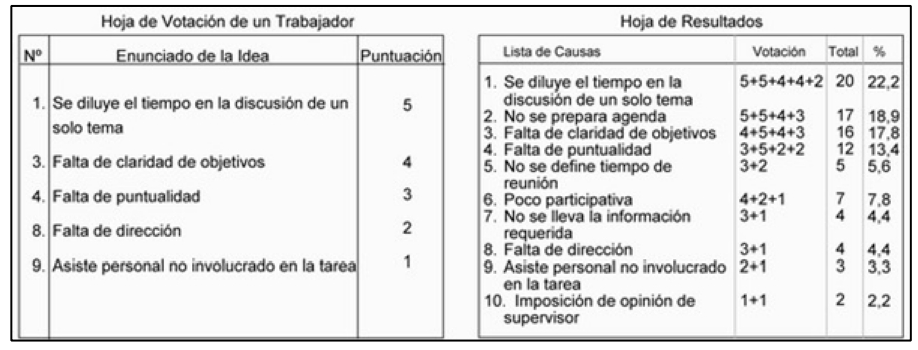 Hoja de Votación de un Trabajador
Nº Enunciado de la Idea Puntuación
1. Se diluye el tiempo en la discusión de un 5
solo tema
3. Falta de claridad de objetivos 4
4. Falta de puntualidad 3
8. Falta de dirección 2
9. Asiste personal no involucrado en la tarea 1
Hoja de Resultados
Lista de Causas Votación Total %
1. Se diluye el tiempo en la 5+5+4+4+2 20 22,2
discusión de un solo tema
2. No se prepara agenda 5+5+4+3 17 18,9
3. Falta de claridad de objetivos 4+5+4+3 16 17,8
4. Falta de puntualidad 3+5+2+2 12 13,4
5. No se define tiempo de 3+2 5 5,6
reunión
6. Poco participativa 4+2+1 7 7,8
7. No se lleva la información 3+1 4 4,4
requerida
8. Falta de dirección 3+1 4 4,4
9. Asiste personal no involucrado 2+1 3 3,3
en la tarea
10. Imposición de opinión de 1+1 2 2,2
supervisor